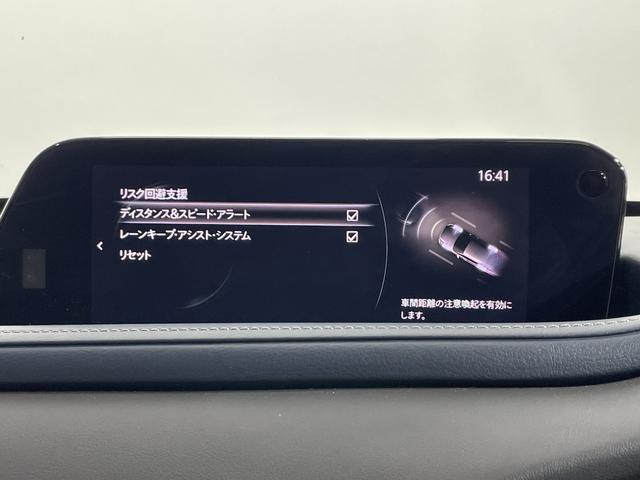 16:41
リスク回避支援
ディスタンス&スピード・アラート
レーンキープ・アシスト・システム
リセット
車間距離の注意喚起を有効に
します。